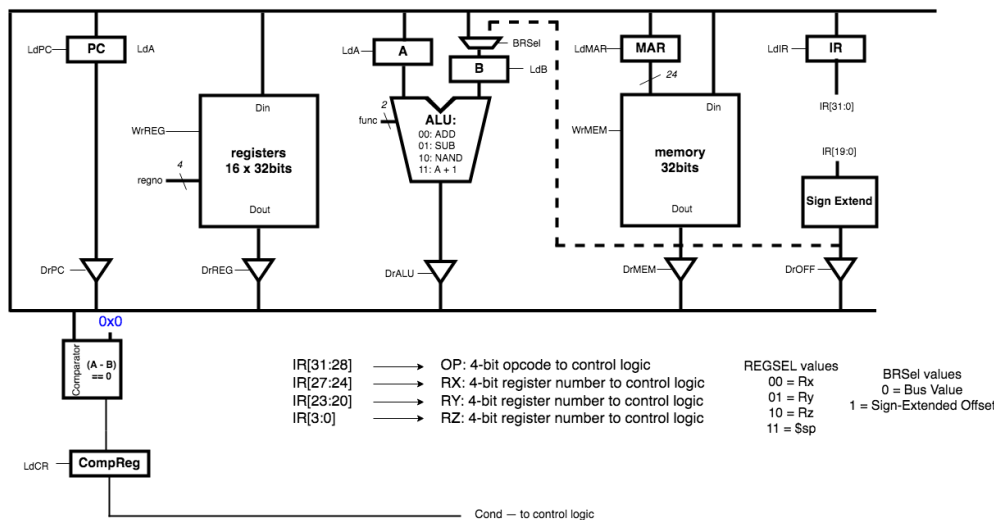 LdPC
PC
LdA
LdA
A
BRSel
B
LdB
LdMAR
MAR
24
LdIR
IR
Din
WrREG
registers
16 x 32bits
4
regno
Dout
2
func
ALU:
00: ADD
01: SUB
10: NAND
11: A + 1
Din
WrMEM
memory
32bits
Dout
IR[31:0]
IR[19:0]
Sign Extend
DrPC
DrREG
DrALU
DrMEM
DrOFF
0x0
Comparator
(A - B)
== 0
LdCR
CompReg
Cond — to control logic
IR[31:28] OP: 4-bit opcode to control logic
IR[27:24] RX: 4-bit register number to control logic
IR[23:20] RY: 4-bit register number to control logic
IR[3:0] RZ: 4-bit register number to control logic
REGSEL values
00 = Rx
01 = Ry
10 = Rz
11 = $sp
BRSel values
0 = Bus Value
1 = Sign-Extended Offset